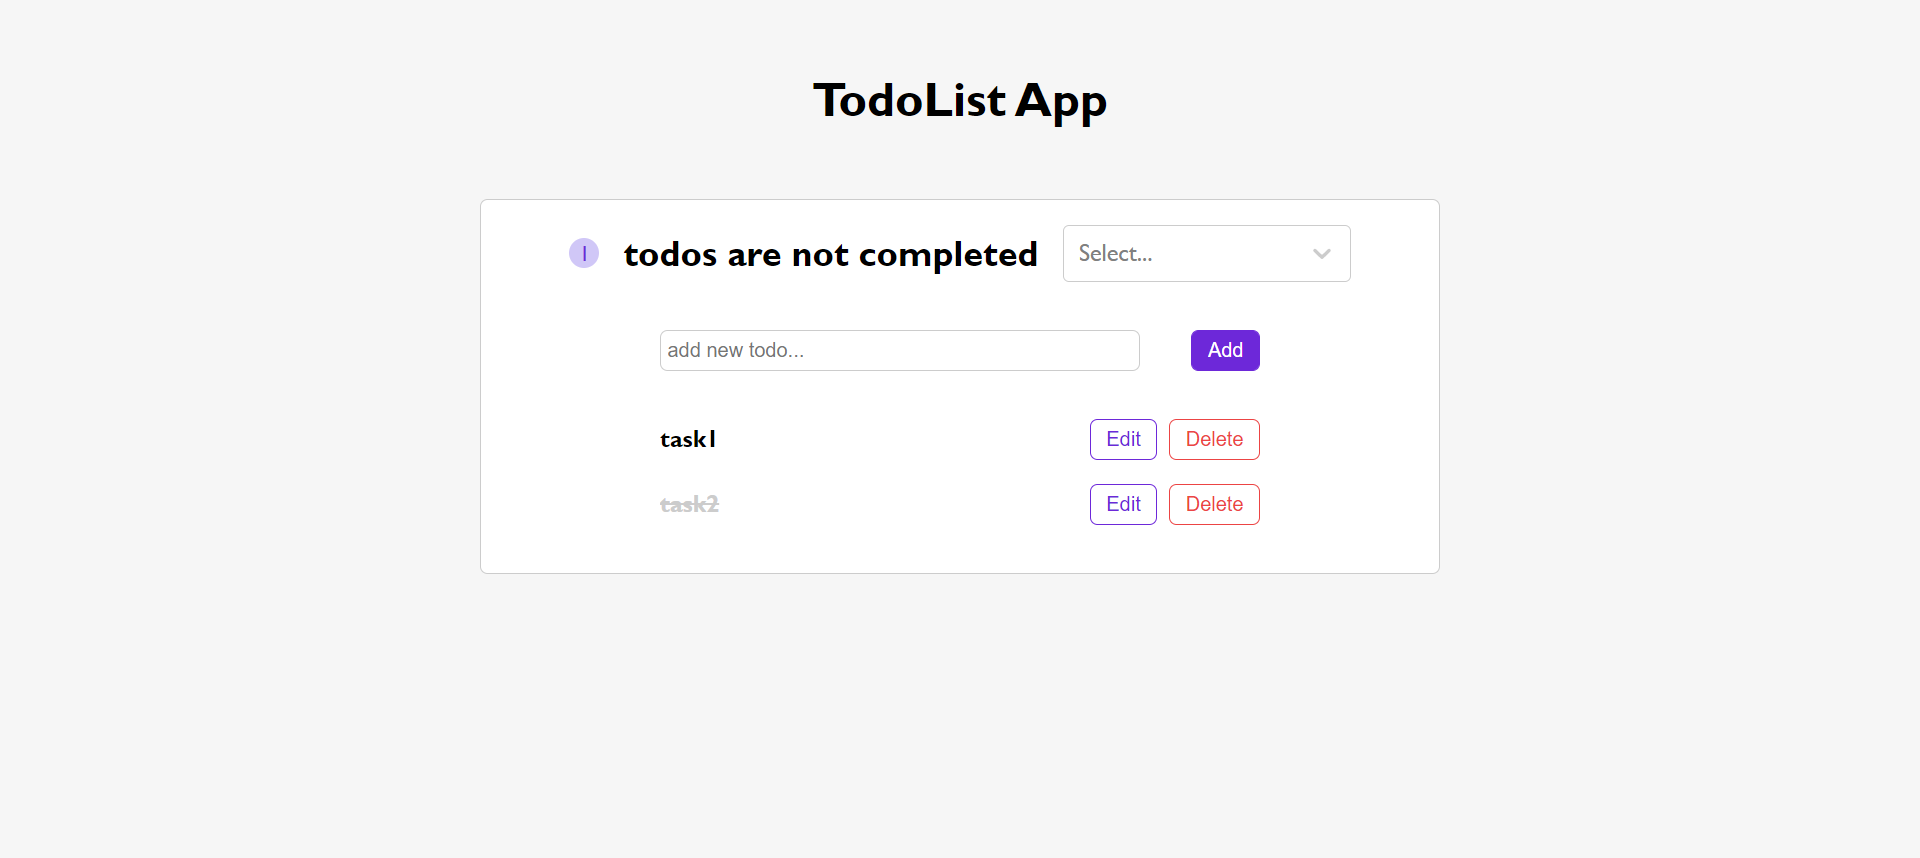 TodoList App
1 todos are not completed Select...
add new todo... Add
task1 Edit Delete
task2 Edit Delete